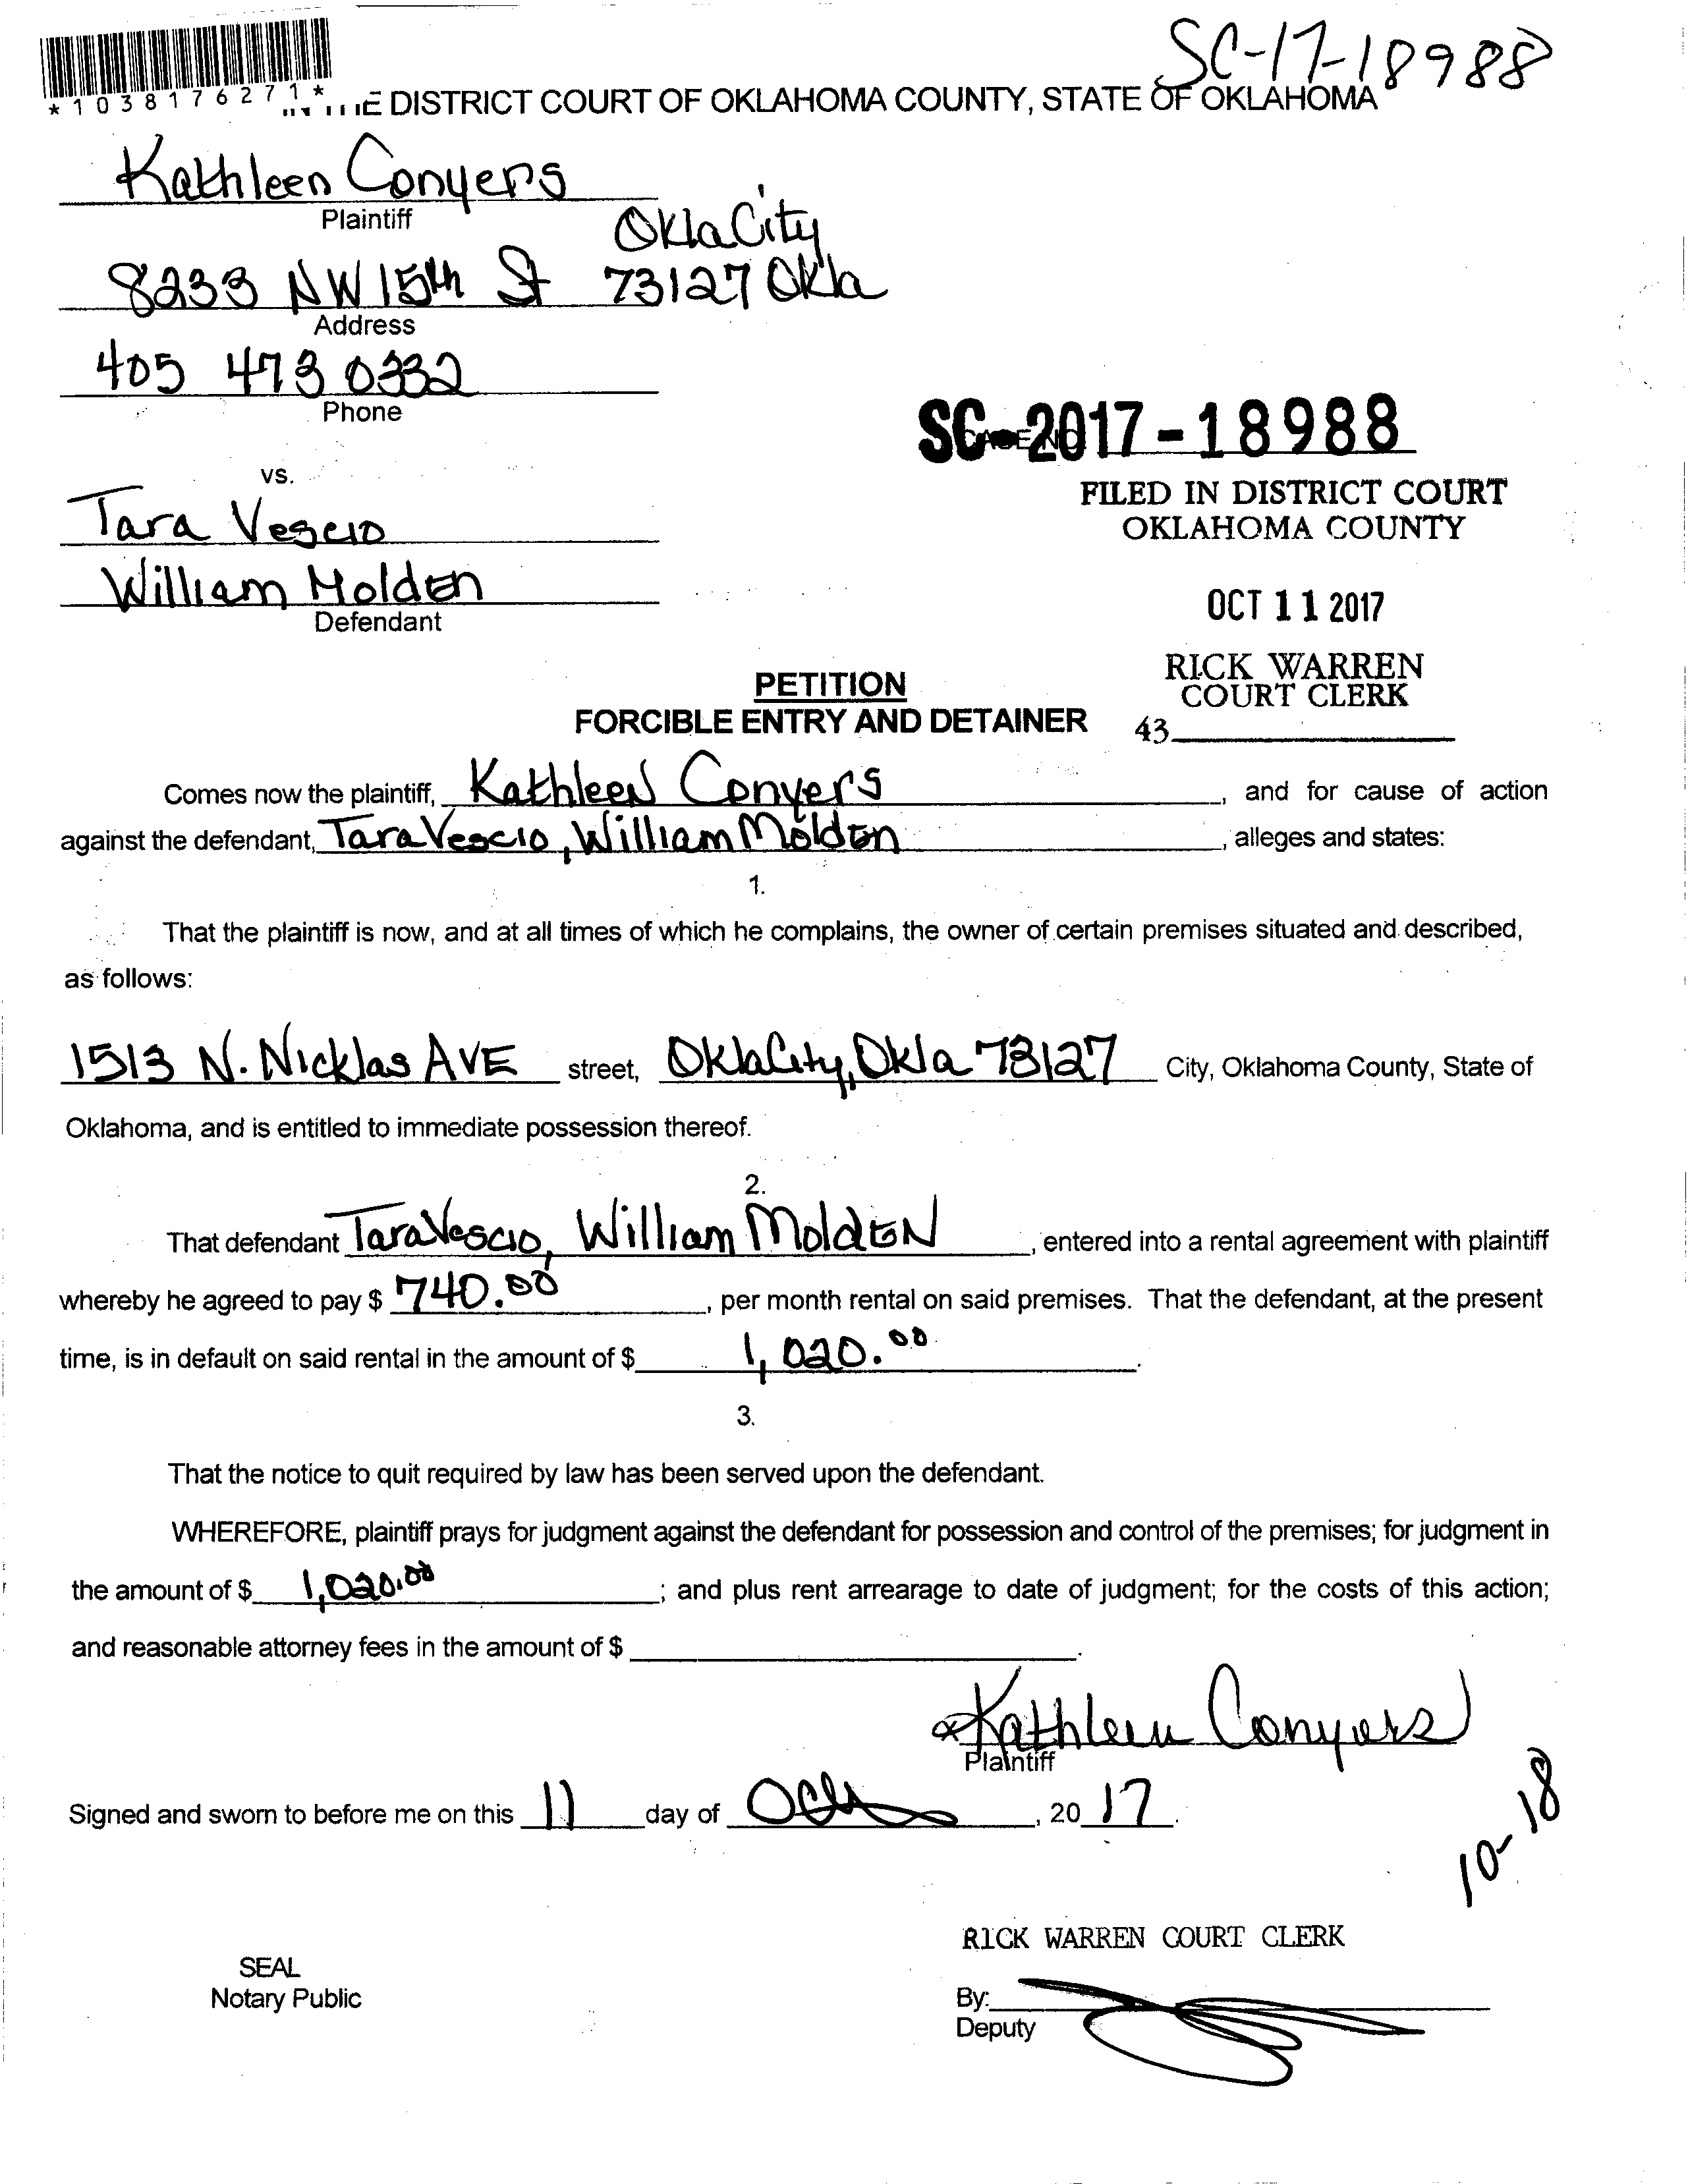 SC-17-18988
*1038176271*
IN THE DISTRICT COURT OF OKLAHOMA COUNTY, STATE OF OKLAHOMA
Kathleen Conyers
Plaintiff
Okla City
8233 NW 15th St 73127 Okla
Address
405 473 0332
Phone
SC-2017-18988
CASE NO
FILED IN DISTRICT COURT
OKLAHOMA COUNTY
vs.
Tara Vescio
William Molden
Defendant
OCT 11 2017
RICK WARREN
COURT CLERK
43
PETITION
FORCIBLE ENTRY AND DETAINER
Comes now the plaintiff, Kathleen Conyers, and for cause of action
against the defendant, Tara Vescio, William Molden, alleges and states:
1.
That the plaintiff is now, and at all times of which he complains, the owner of certain premises situated and described,
as follows:
1513 N. Nicklas AVE street, Okla City, Okla 73127 City, Oklahoma County, State of
Oklahoma, and is entitled to immediate possession thereof.
2.
That defendant Tara Vescio, William Molden, entered into a rental agreement with plaintiff
whereby he agreed to pay $ 740.00, per month rental on said premises. That the defendant, at the present
time, is in default on said rental in the amount of $ 1,020.00.
3.
That the notice to quit required by law has been served upon the defendant.
WHEREFORE, plaintiff prays for judgment against the defendant for possession and control of the premises; for judgment in
the amount of $ 1,020.00; and plus rent arrearage to date of judgment; for the costs of this action;
and reasonable attorney fees in the amount of $.
x Kathleen Conyers
Plaintiff
Signed and sworn to before me on this 11 day of Oct, 2017.
10-18
RICK WARREN COURT CLERK
SEAL
Notary Public
By:
Deputy